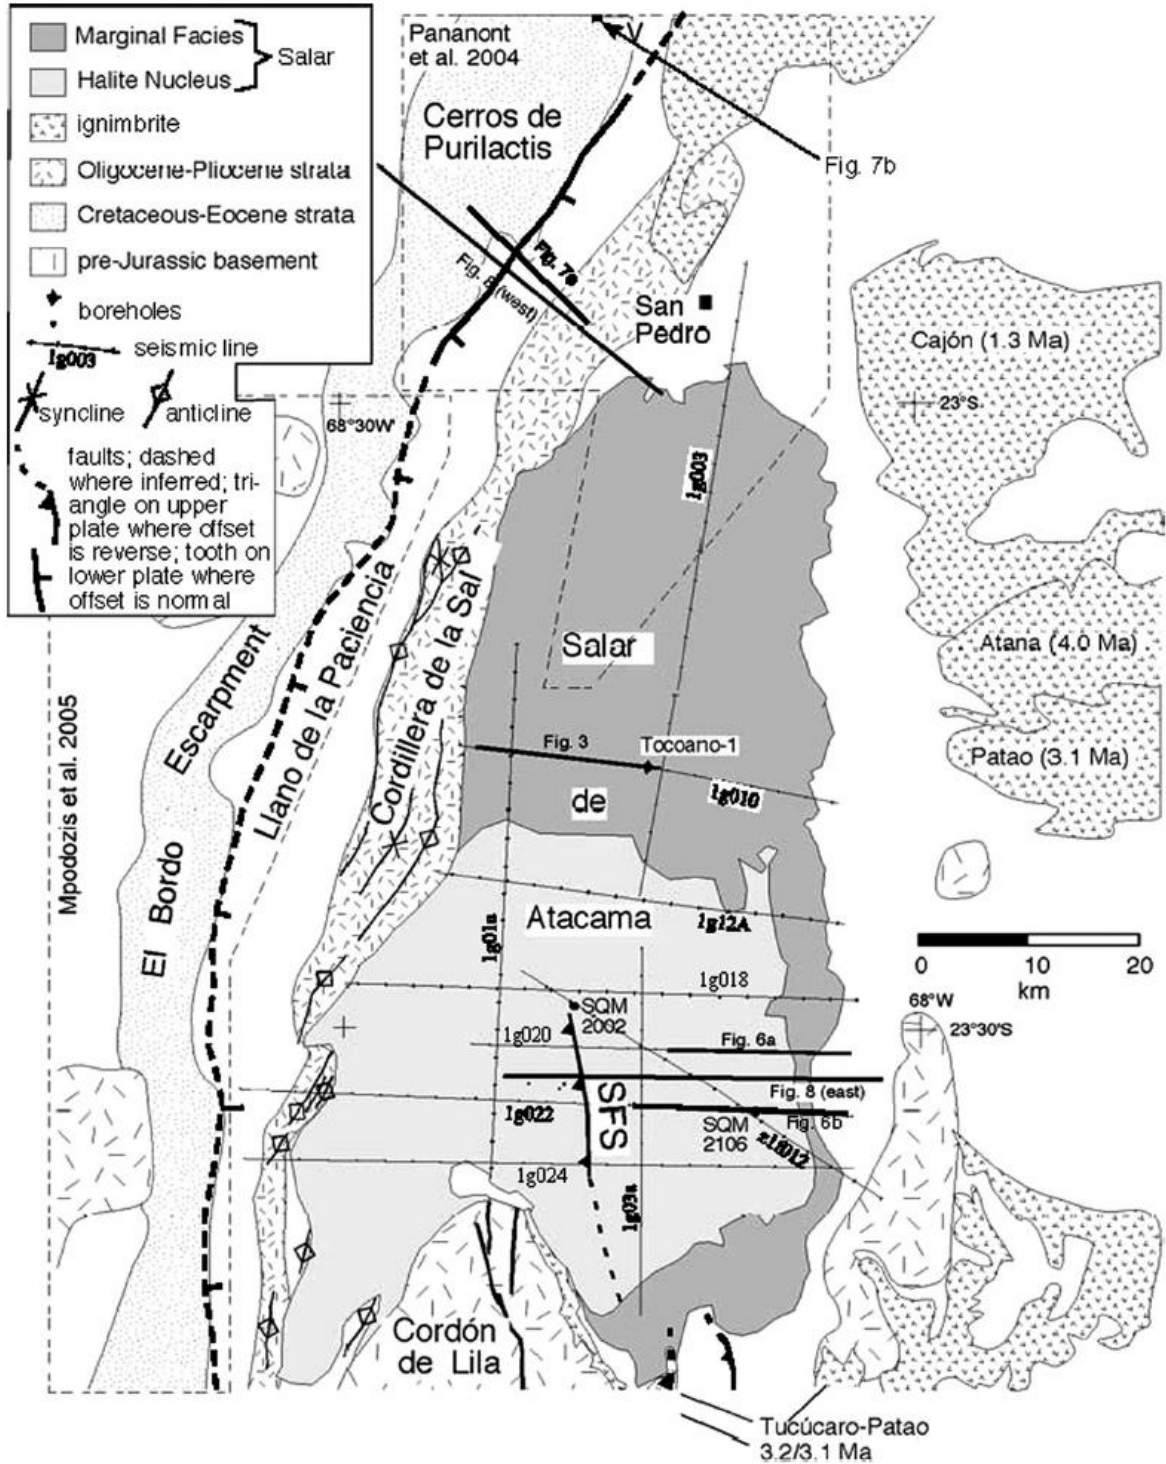 Marginal Facies
Halite Nucleus
Salar
ignimbrite
Oligocene-Pliocene strata
Cretaceous-Eocene strata
pre-Jurassic basement
boreholes
1g003
seismic line
syncline
anticline
faults; dashed
where inferred; tri-
angle on upper
plate where offset
is reverse; tooth on
lower plate where
offset is normal
Pananont
et al. 2004
V
Cerros de
Purilactis
Fig. 7b
Fig. 7a
Fig. 8 (west)
San
Pedro
Cajón (1.3 Ma)
23°S
68°30W
1g003
Atana (4.0 Ma)
Patao (3.1 Ma)
Salar
de
Atacama
Mpodozis et al. 2005
El Bordo
Escarpment
Llano de la Paciencia
Cordillera de la Sal
Fig. 3
Tocoano-1
1g010
1g12A
1g01a
1g018
0
10
20
km
68°W
23°30'S
SQM
2002
1g020
Fig. 6a
Fig. 8 (east)
1g022
SFS
Fig. 6b
SQM
2106
z1g012
1g024
1g03a
Cordón
de Lila
Tucúcaro-Patao
3.2/3.1 Ma